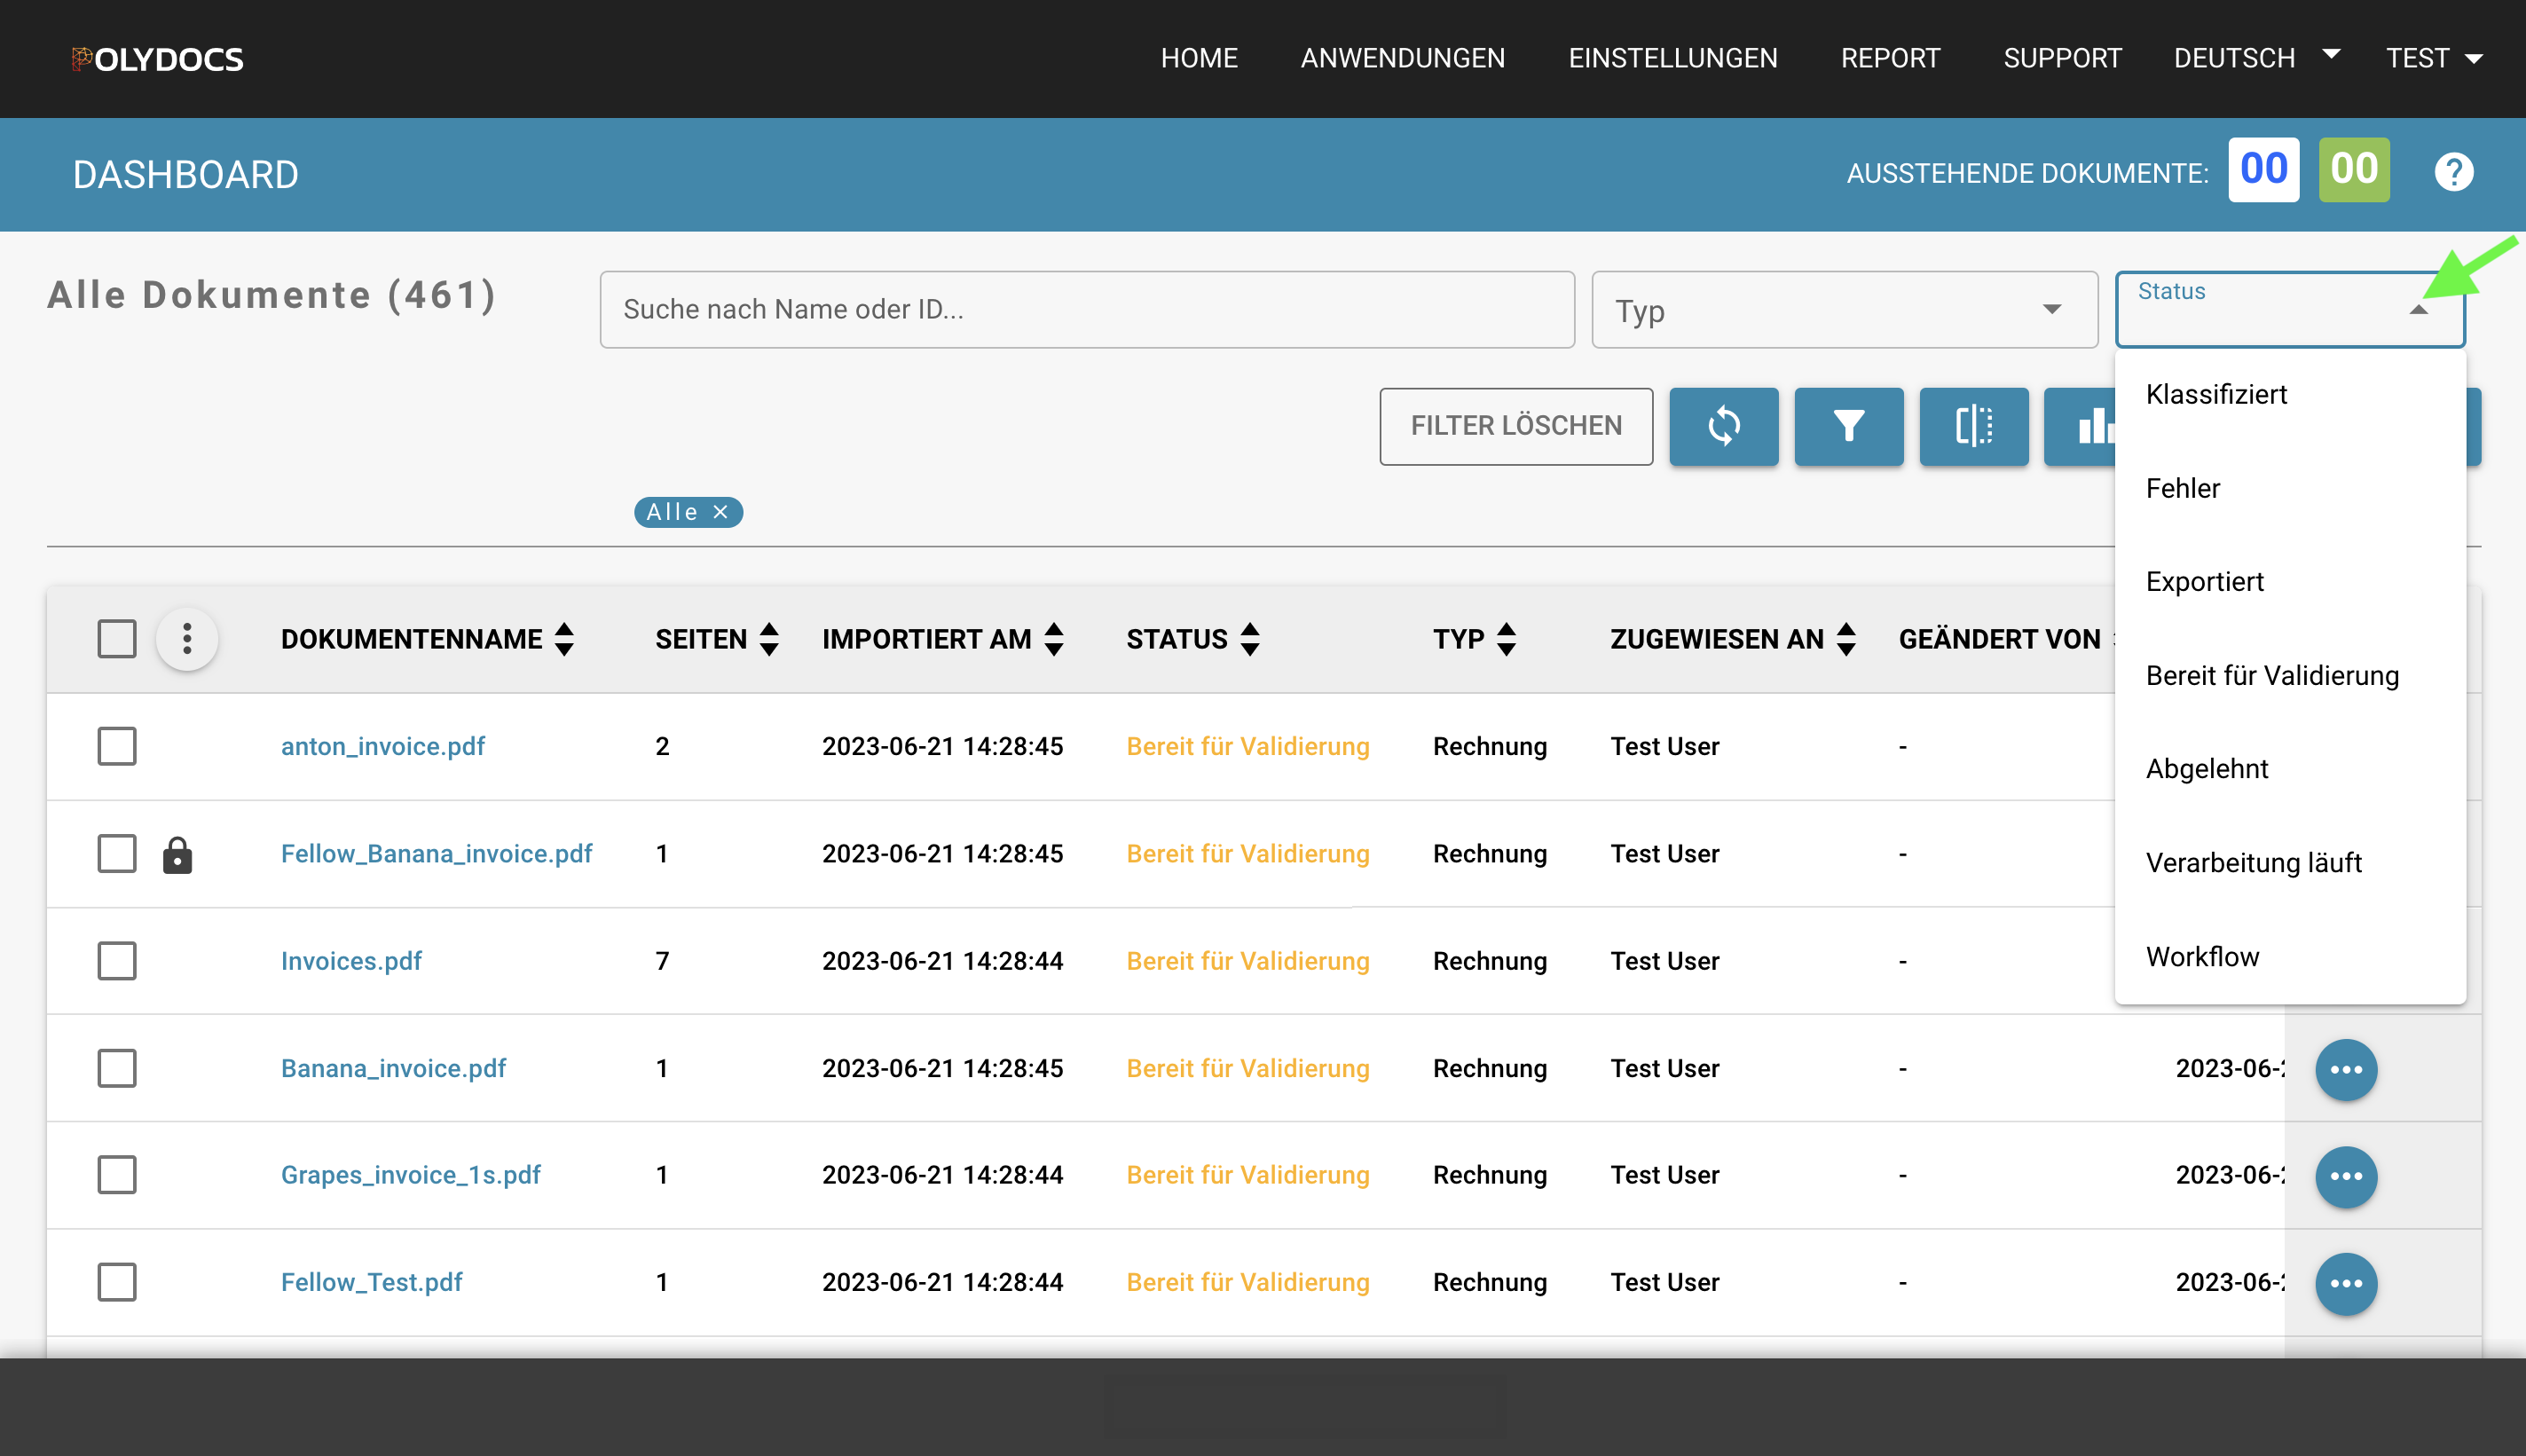 POLYDOCS
HOME ANWENDUNGEN EINSTELLUNGEN REPORT SUPPORT DEUTSCH TEST
DASHBOARD AUSSTEHENDE DOKUMENTE: 00 00 ?
Alle Dokumente (461) Suche nach Name oder ID... Typ Status
FILTER LÖSCHEN
Alle
Klassifiziert
Fehler
Exportiert
Bereit für Validierung
Abgelehnt
Verarbeitung läuft
Workflow
DOKUMENTENNAME SEITEN IMPORTIERT AM STATUS TYP ZUGEWIESEN AN GEÄNDERT VON
anton_invoice.pdf 2 2023-06-21 14:28:45 Bereit für Validierung Rechnung Test User -
Fellow_Banana_invoice.pdf 1 2023-06-21 14:28:45 Bereit für Validierung Rechnung Test User -
Invoices.pdf 7 2023-06-21 14:28:44 Bereit für Validierung Rechnung Test User -
Banana_invoice.pdf 1 2023-06-21 14:28:45 Bereit für Validierung Rechnung Test User - 2023-06-
Grapes_invoice_1s.pdf 1 2023-06-21 14:28:44 Bereit für Validierung Rechnung Test User - 2023-06-
Fellow_Test.pdf 1 2023-06-21 14:28:44 Bereit für Validierung Rechnung Test User - 2023-06-